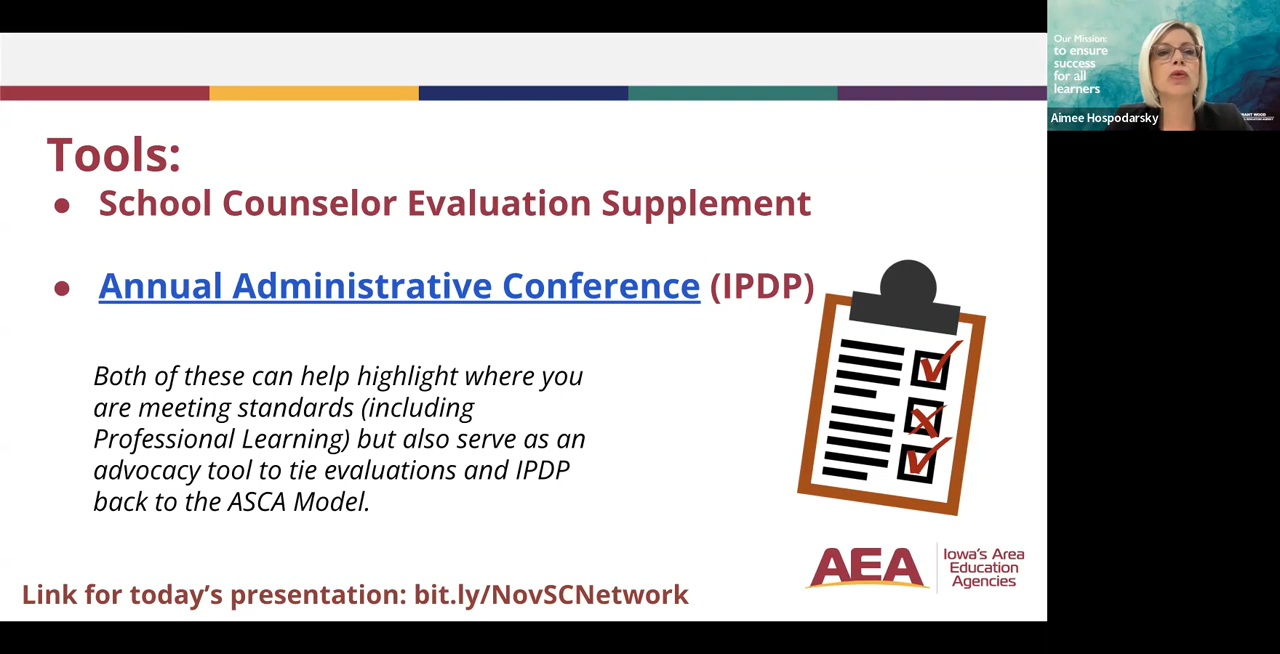 Tools:
● School Counselor Evaluation Supplement
● Annual Administrative Conference (IPDP)
Both of these can help highlight where you
are meeting standards (including
Professional Learning) but also serve as an
advocacy tool to tie evaluations and IPDP
back to the ASCA Model.
AEA
Iowa's Area
Education
Agencies
Link for today's presentation: bit.ly/NovSCNetwork
Our Mission:
to ensure
success
for all
learners
Aimee Hospodarsky